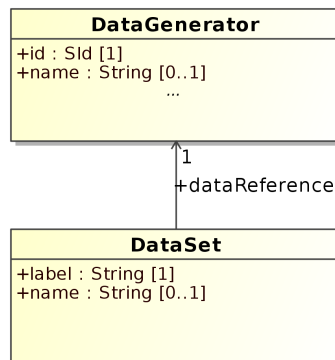 DataGenerator
+id : SId [1]
+name : String [0..1]
...
1
+dataReference
DataSet
+label : String [1]
+name : String [0..1]